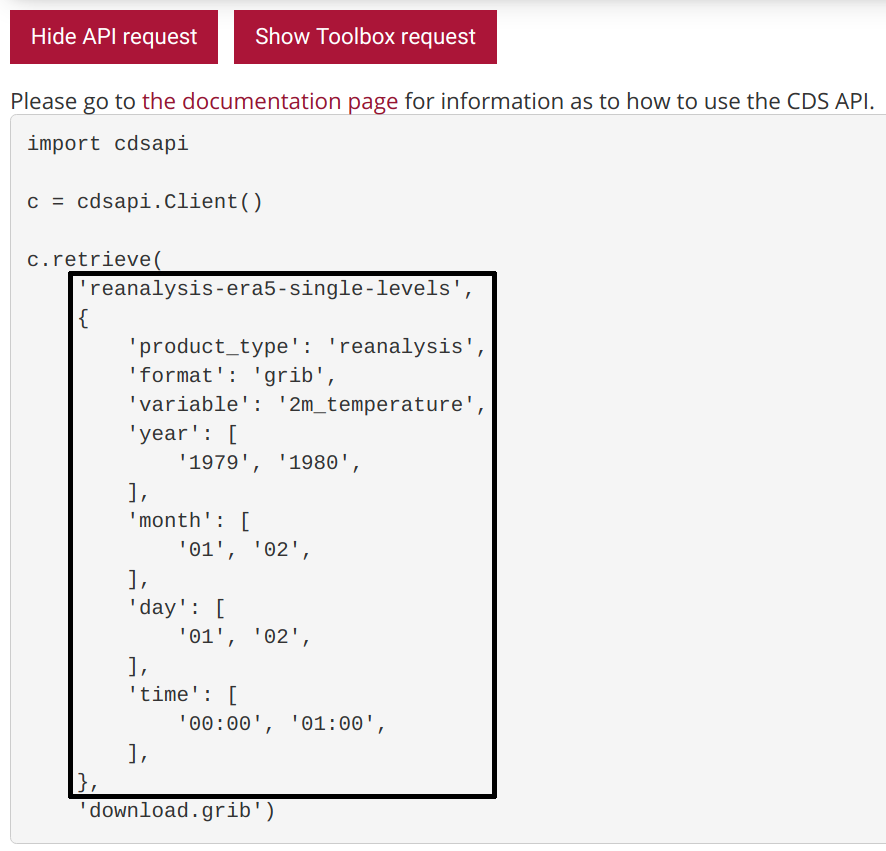 Hide API request
Show Toolbox request
Please go to the documentation page for information as to how to use the CDS API.
import cdsapi
c = cdsapi.Client()
c.retrieve(
    'reanalysis-era5-single-levels',
    {
        'product_type': 'reanalysis',
        'format': 'grib',
        'variable': '2m_temperature',
        'year': [
            '1979', '1980',
        ],
        'month': [
            '01', '02',
        ],
        'day': [
            '01', '02',
        ],
        'time': [
            '00:00', '01:00',
        ],
    },
    'download.grib')